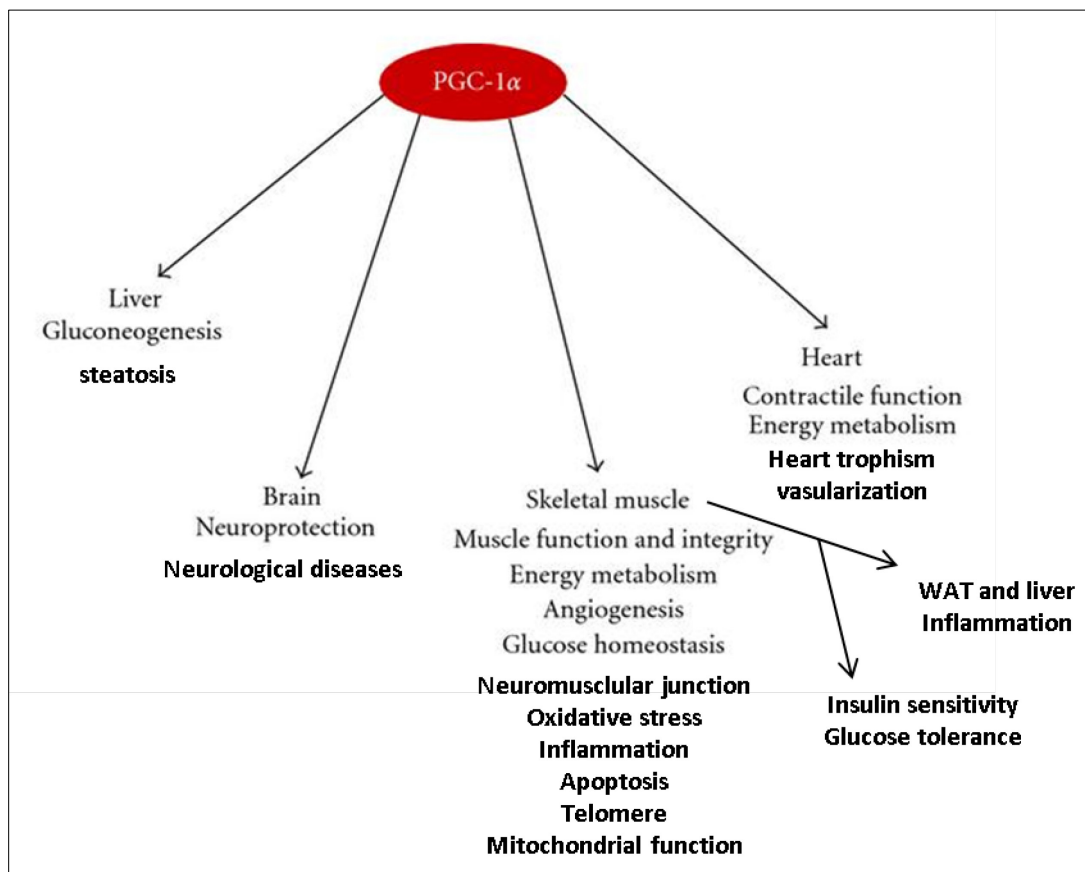 PGC-1α
Liver
Gluconeogenesis
steatosis
Brain
Neuroprotection
Neurological diseases
Skeletal muscle
Muscle function and integrity
Energy metabolism
Angiogenesis
Glucose homeostasis
Neuromusclular junction
Oxidative stress
Inflammation
Apoptosis
Telomere
Mitochondrial function
Heart
Contractile function
Energy metabolism
Heart trophism
vasularization
WAT and liver
Inflammation
Insulin sensitivity
Glucose tolerance